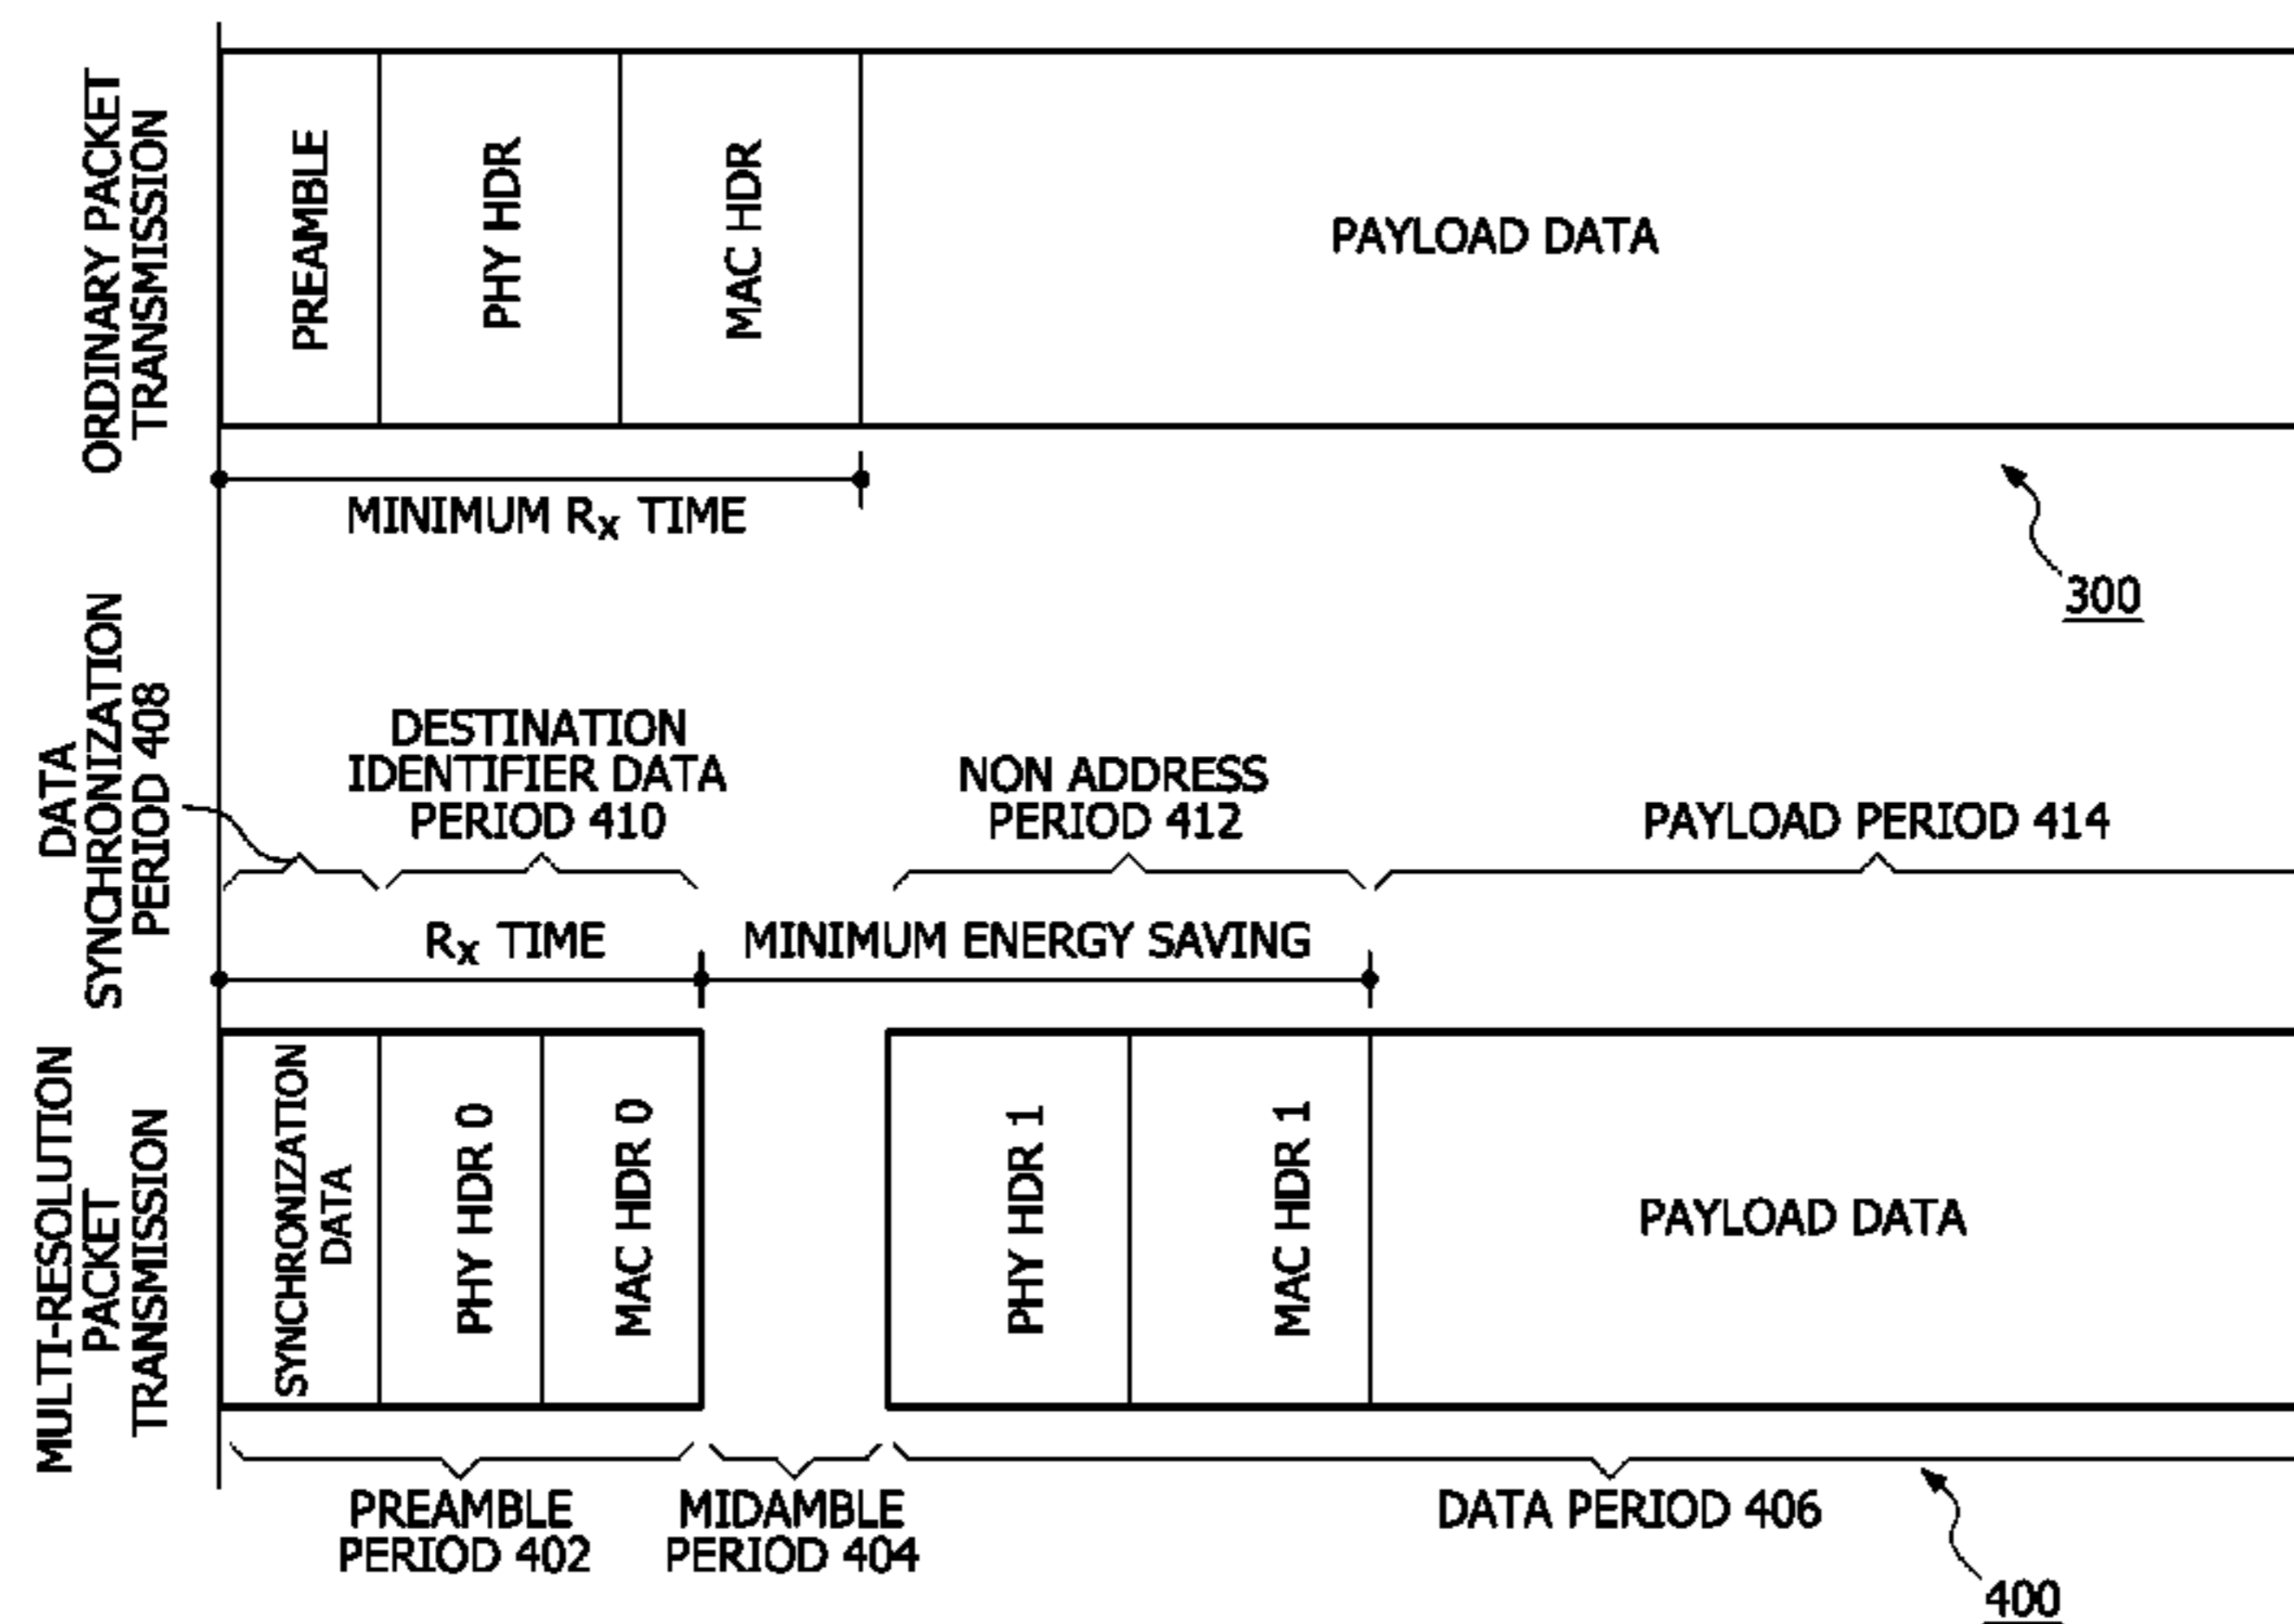 ORDINARY PACKET
TRANSMISSION
PREAMBLE
PHY HDR
MAC HDR
PAYLOAD DATA
MINIMUM Rx TIME
300
DATA
SYNCHRONIZATION
PERIOD 408
DESTINATION
IDENTIFIER DATA
PERIOD 410
NON ADDRESS
PERIOD 412
PAYLOAD PERIOD 414
Rx TIME
MINIMUM ENERGY SAVING
MULTI-RESOLUTION
PACKET
TRANSMISSION
SYNCHRONIZATION
DATA
PHY HDR 0
MAC HDR 0
PHY HDR 1
MAC HDR 1
PAYLOAD DATA
PREAMBLE
PERIOD 402
MIDAMBLE
PERIOD 404
DATA PERIOD 406
400